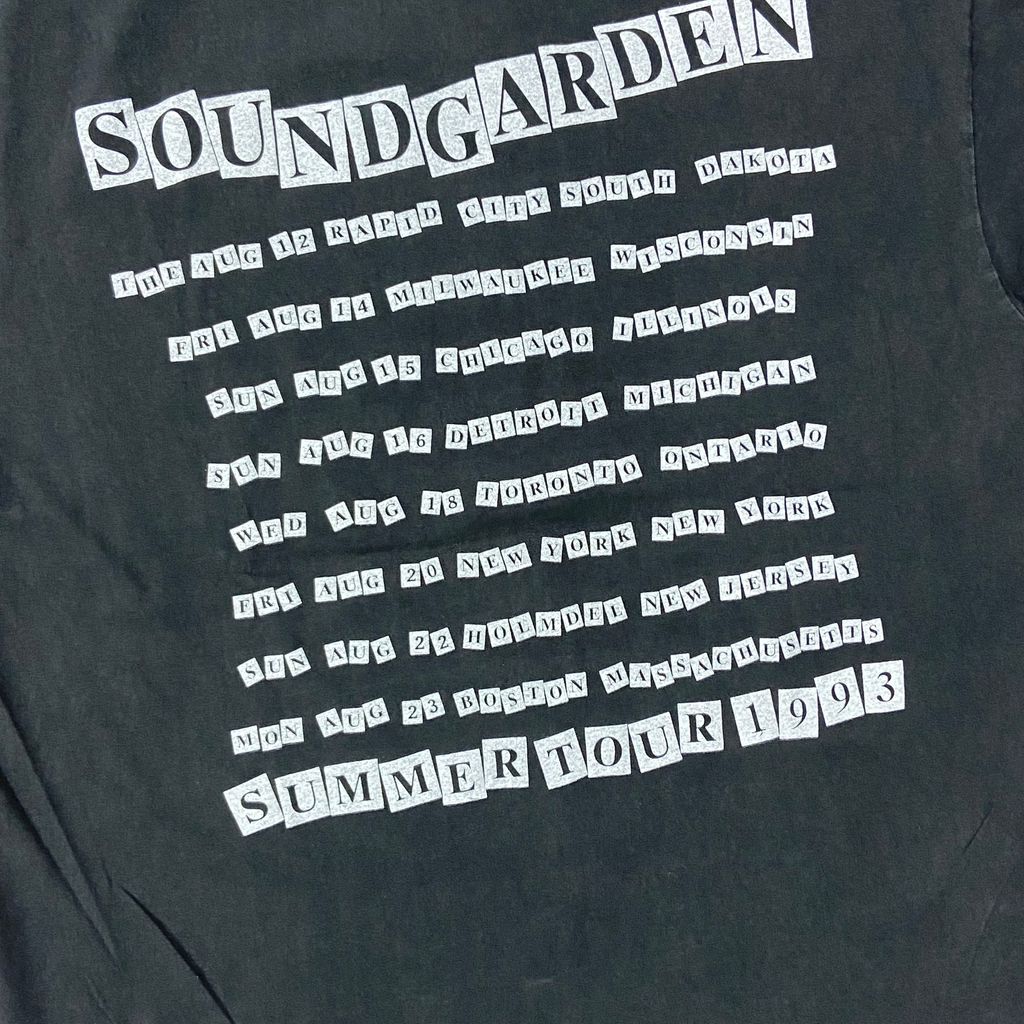 SOUNDGARDEN
THE AUG 12 RAPID CITY SOUTH DAKOTA
FRI AUG 14 MILWAUKEE WISCONSIN
SUN AUG 15 CHICAGO ILLINOIS
SUN AUG 16 DETROIT MICHIGAN
WED AUG 18 TORONTO ONTARIO
FRI AUG 20 NEW YORK NEW YORK
SUN AUG 22 HOLMDEL NEW JERSEY
MON AUG 23 BOSTON MASSACHUSETTS
SUMMER TOUR 1993